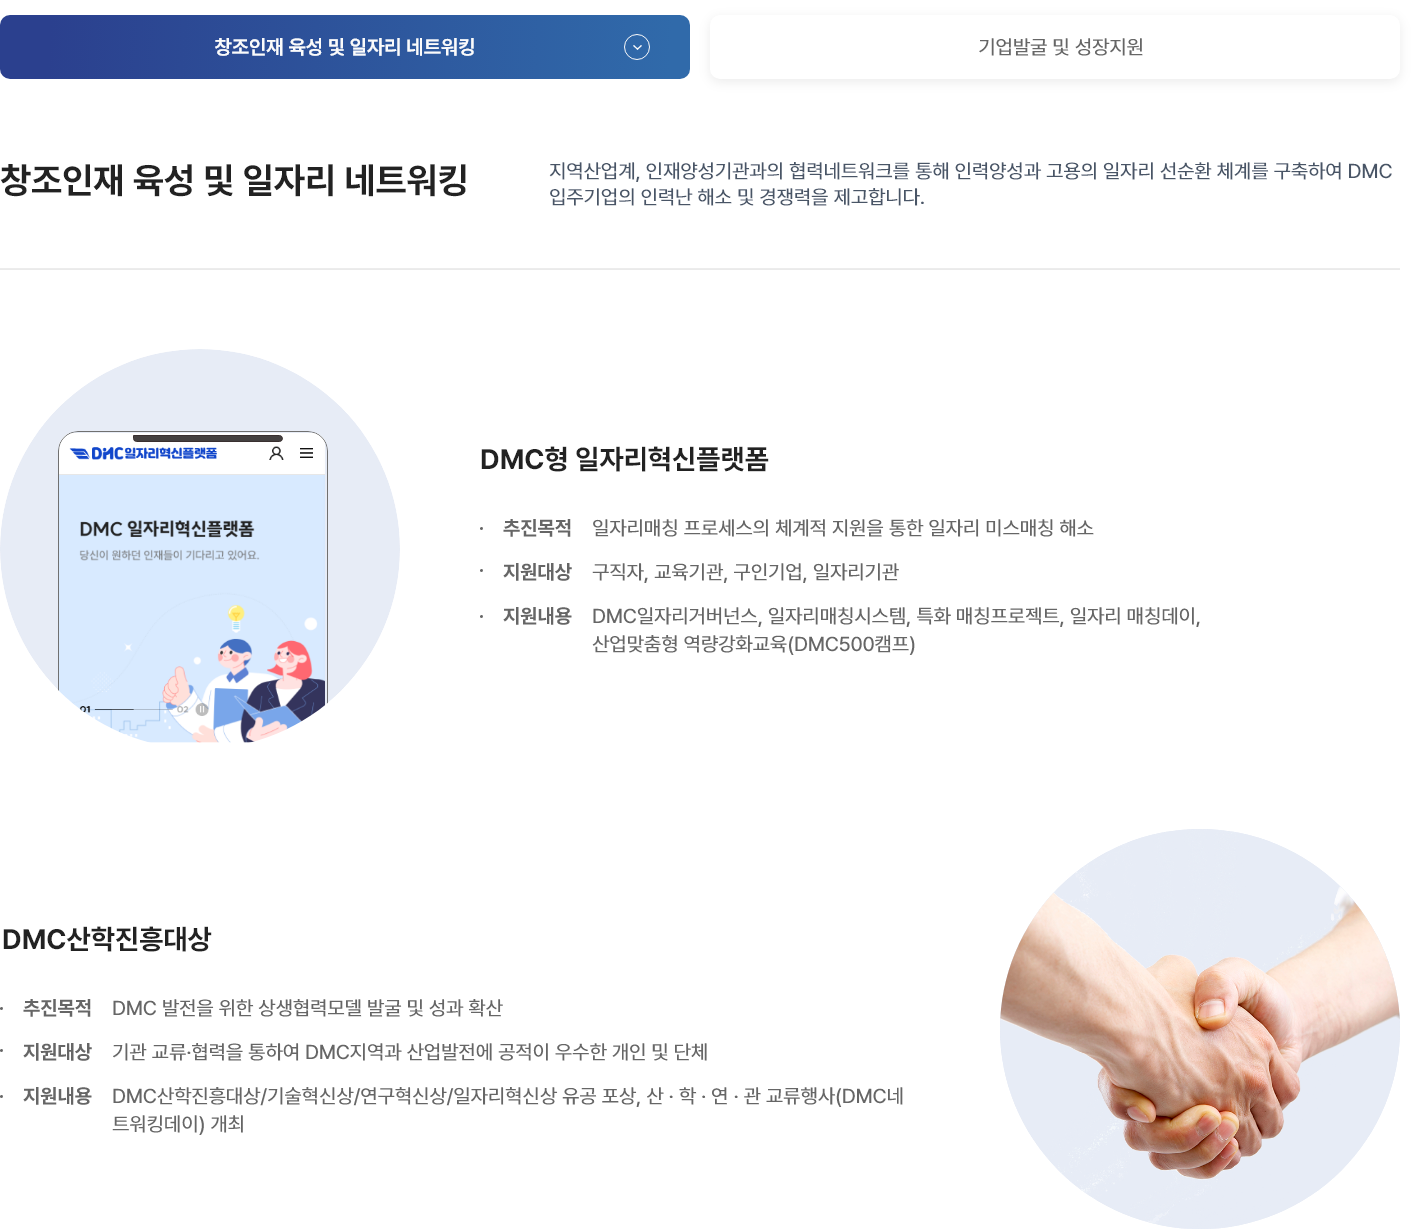 창조인재 육성 및 일자리 네트워킹
기업발굴 및 성장지원
창조인재 육성 및 일자리 네트워킹
지역산업계, 인재양성기관과의 협력네트워크를 통해 인력양성과 고용의 일자리 선순환 체계를 구축하여 DMC
입주기업의 인력난 해소 및 경쟁력을 제고합니다.
DMC일자리혁신플랫폼
DMC 일자리혁신플랫폼
당신이 원하던 인재들이 기다리고 있어요.
01 02
DMC형 일자리혁신플랫폼
· 추진목적 일자리매칭 프로세스의 체계적 지원을 통한 일자리 미스매칭 해소
· 지원대상 구직자, 교육기관, 구인기업, 일자리기관
· 지원내용 DMC일자리거버넌스, 일자리매칭시스템, 특화 매칭프로젝트, 일자리 매칭데이,
산업맞춤형 역량강화교육(DMC500캠프)
DMC산학진흥대상
· 추진목적 DMC 발전을 위한 상생협력모델 발굴 및 성과 확산
· 지원대상 기관 교류·협력을 통하여 DMC지역과 산업발전에 공적이 우수한 개인 및 단체
· 지원내용 DMC산학진흥대상/기술혁신상/연구혁신상/일자리혁신상 유공 포상, 산 · 학 · 연 · 관 교류행사(DMC네
트워킹데이) 개최